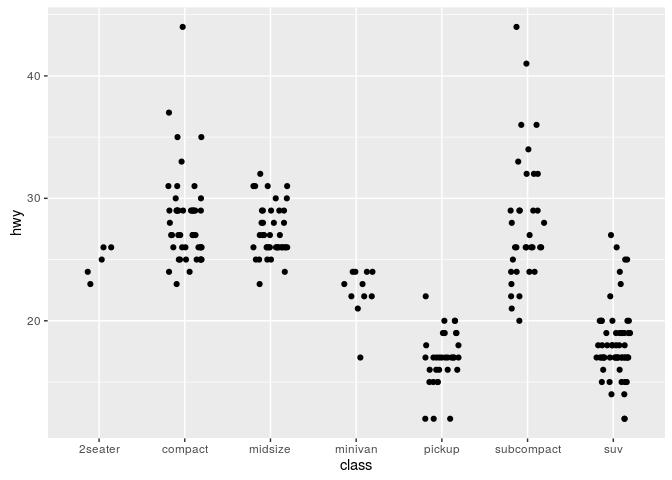 hwy
40
30
20
2seater compact midsize minivan pickup subcompact suv
class